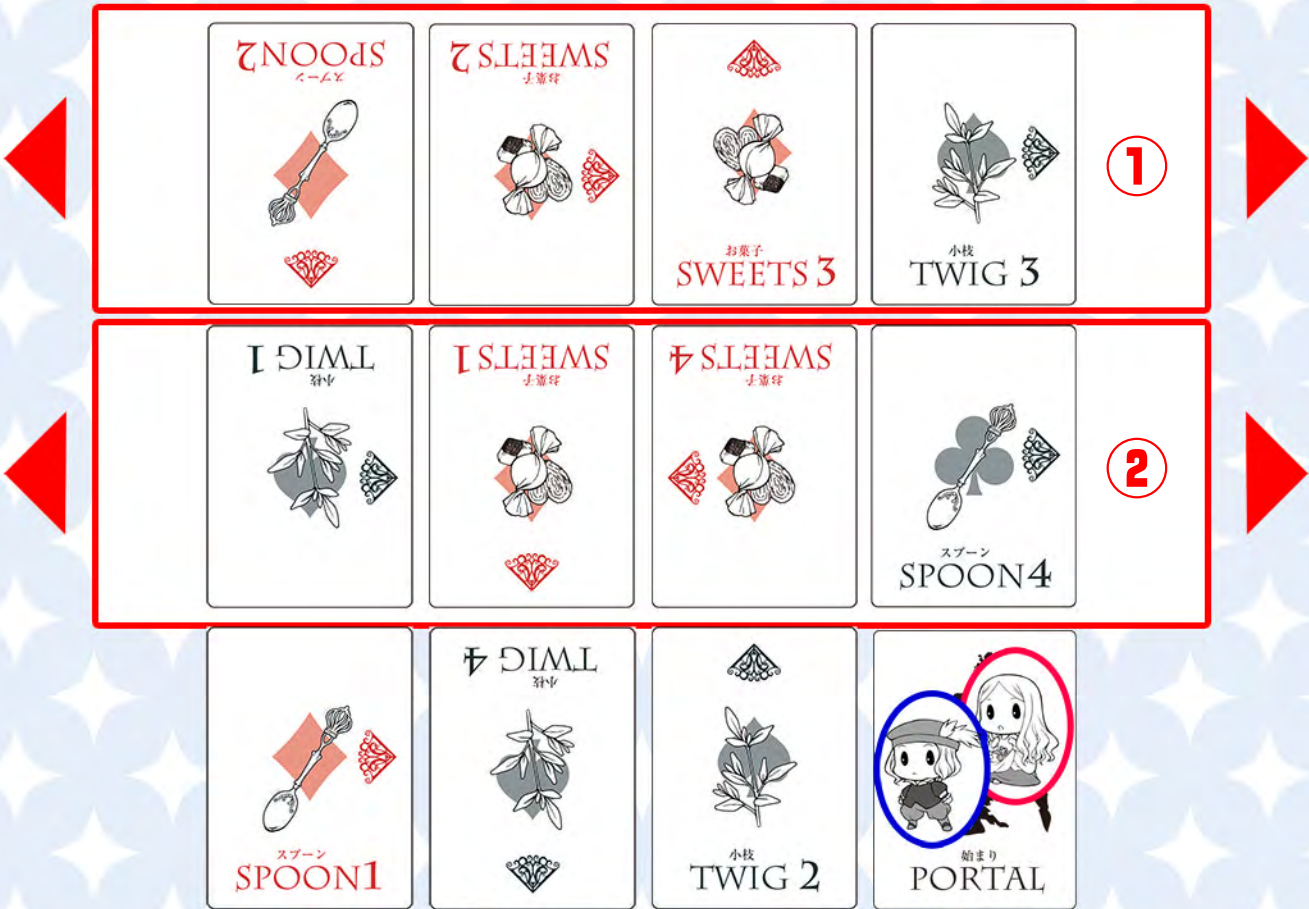 SPOON2
スプーン
SWEETS 2
お菓子
お菓子
SWEETS 3
小枝
TWIG 3
①
TWIG 1
小枝
SWEETS 1
お菓子
SWEETS 4
お菓子
スプーン
SPOON4
②
スプーン
SPOON1
TWIG 4
小枝
小枝
TWIG 2
始まり
PORTAL